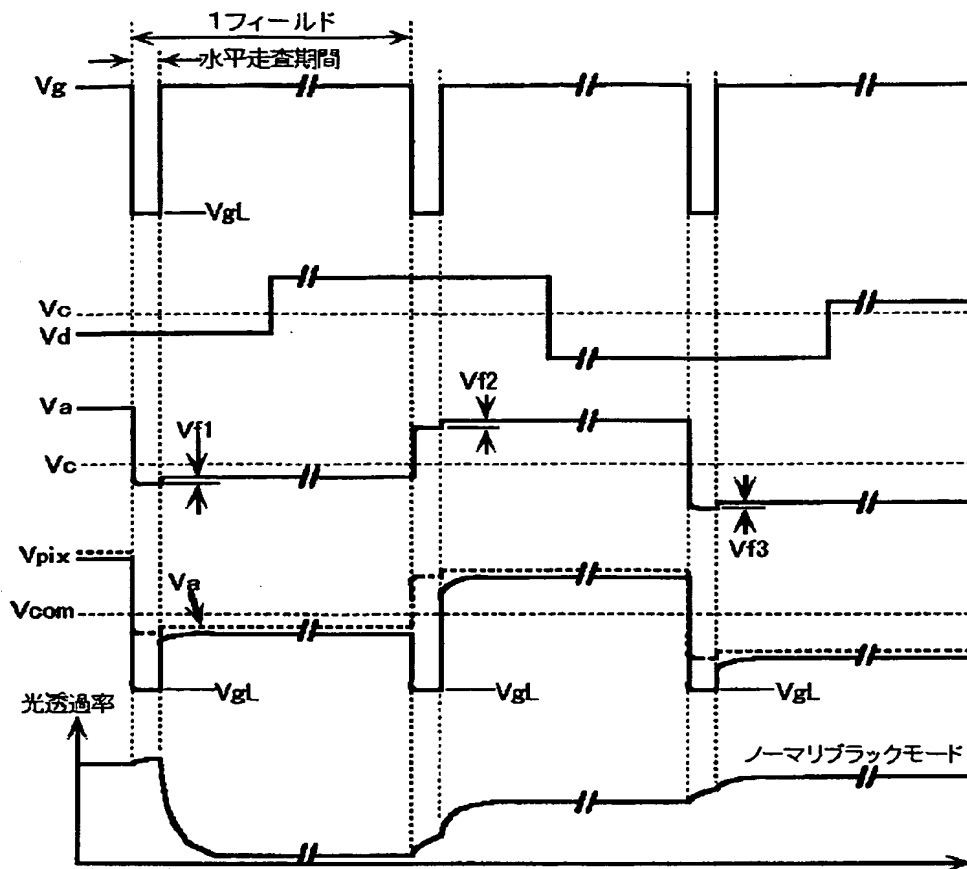 1フィールド
水平走査期間
Vg
VgL
Vc
Vd
Vf2
Va
Vf1
Vc
Vf3
Vpix
Va
Vcom
VgL
VgL
VgL
光透過率
ノーマリブラックモード